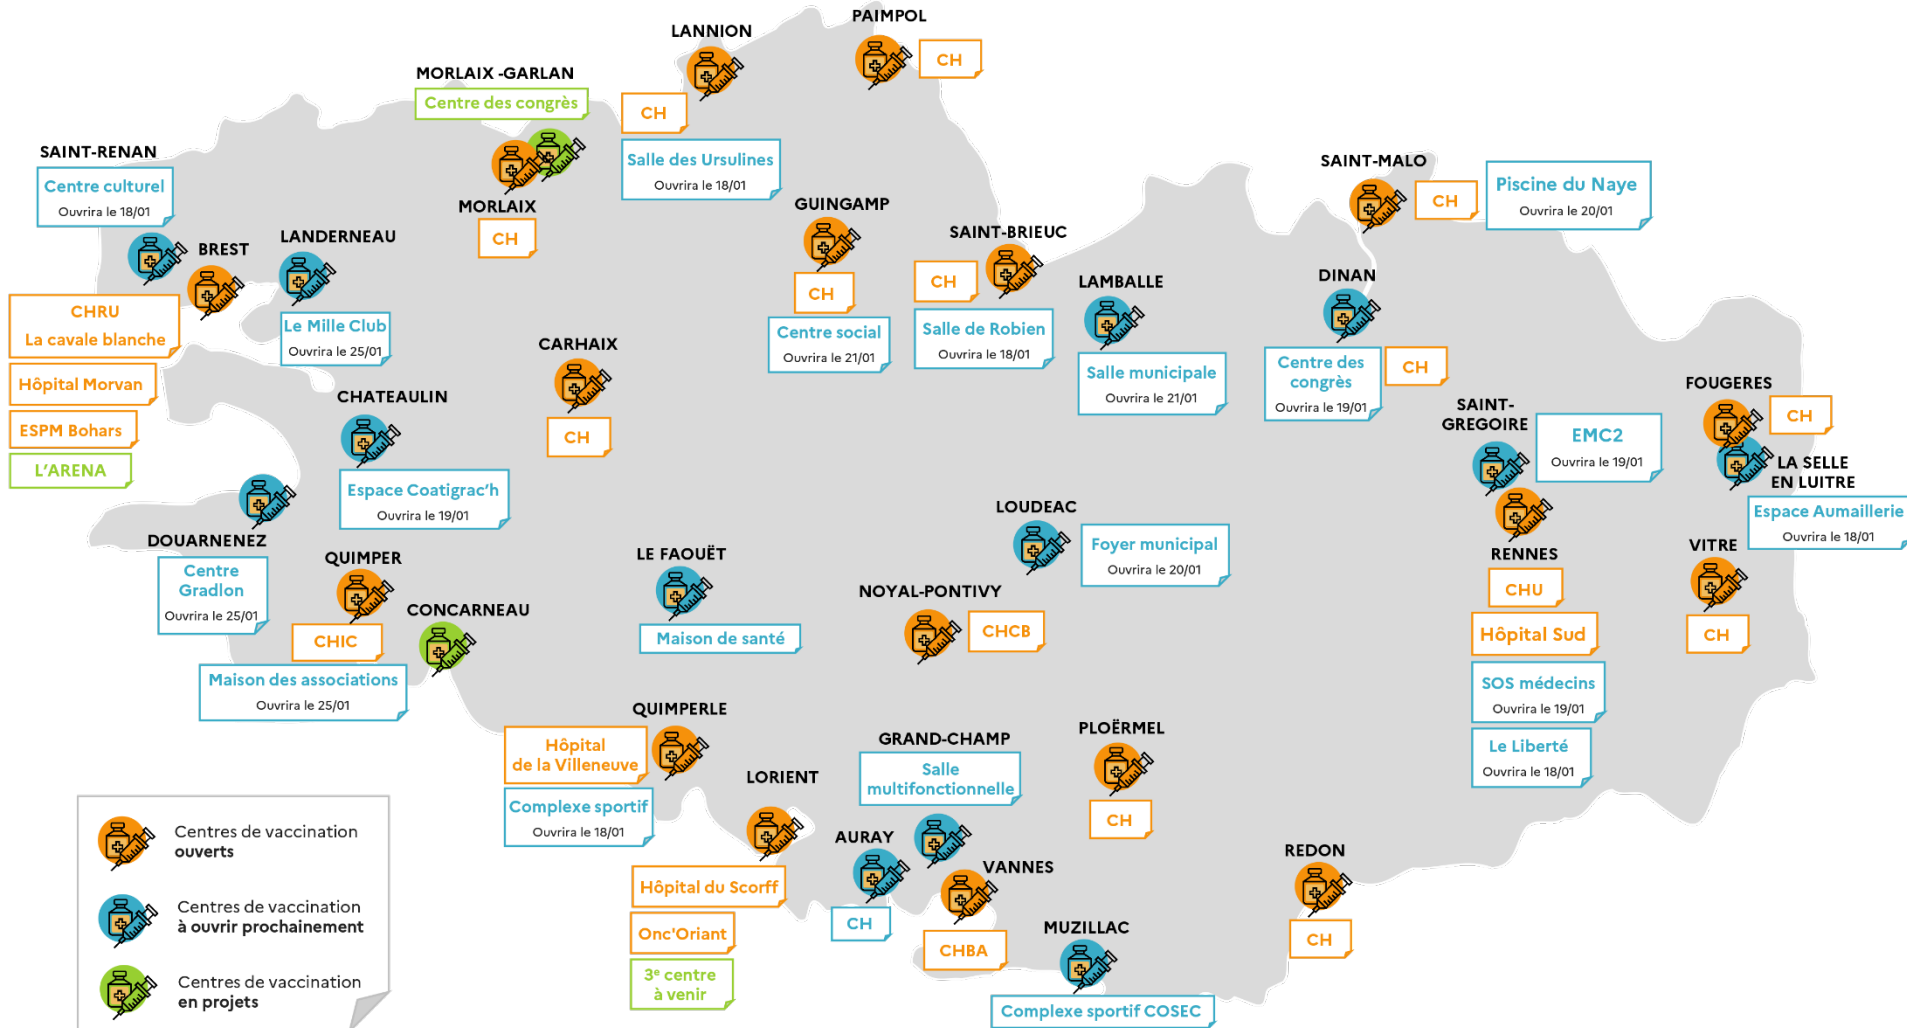 PAIMPOL
CH
LANNION
CH
Salle des Ursulines
Ouvrira le 18/01
MORLAIX -GARLAN
Centre des congrès
MORLAIX
CH
SAINT-RENAN
Centre culturel
Ouvrira le 18/01
BREST
CHRU
La cavale blanche
Hôpital Morvan
ESPM Bohars
L'ARENA
LANDERNEAU
Le Mille Club
Ouvrira le 25/01
GUINGAMP
CH
Centre social
Ouvrira le 21/01
SAINT-BRIEUC
CH
Salle de Robien
Ouvrira le 18/01
LAMBALLE
Salle municipale
Ouvrira le 21/01
DINAN
Centre des
congrès
Ouvrira le 19/01
CH
SAINT-MALO
CH
Piscine du Naye
Ouvrira le 20/01
CARHAIX
CH
CHATEAULIN
Espace Coatigrac'h
Ouvrira le 19/01
FOUGERES
CH
LA SELLE
EN LUITRE
Espace Aumaillerie
Ouvrira le 18/01
SAINT-
GREGOIRE
EMC2
Ouvrira le 19/01
RENNES
CHU
Hôpital Sud
SOS médecins
Ouvrira le 19/01
Le Liberté
Ouvrira le 18/01
VITRE
CH
DOUARNENEZ
Centre
Gradlon
Ouvrira le 25/01
QUIMPER
CHIC
Maison des associations
Ouvrira le 25/01
CONCARNEAU
LE FAOUËT
Maison de santé
LOUDEAC
Foyer municipal
Ouvrira le 20/01
NOYAL-PONTIVY
CHCB
QUIMPERLE
Hôpital
de la Villeneuve
Complexe sportif
Ouvrira le 18/01
LORIENT
Hôpital du Scorff
Onc'Oriant
3e centre
à venir
GRAND-CHAMP
Salle
multifonctionnelle
AURAY
CH
VANNES
CHBA
PLOËRMEL
CH
MUZILLAC
Complexe sportif COSEC
REDON
CH
Centres de vaccination
ouverts
Centres de vaccination
à ouvrir prochainement
Centres de vaccination
en projets